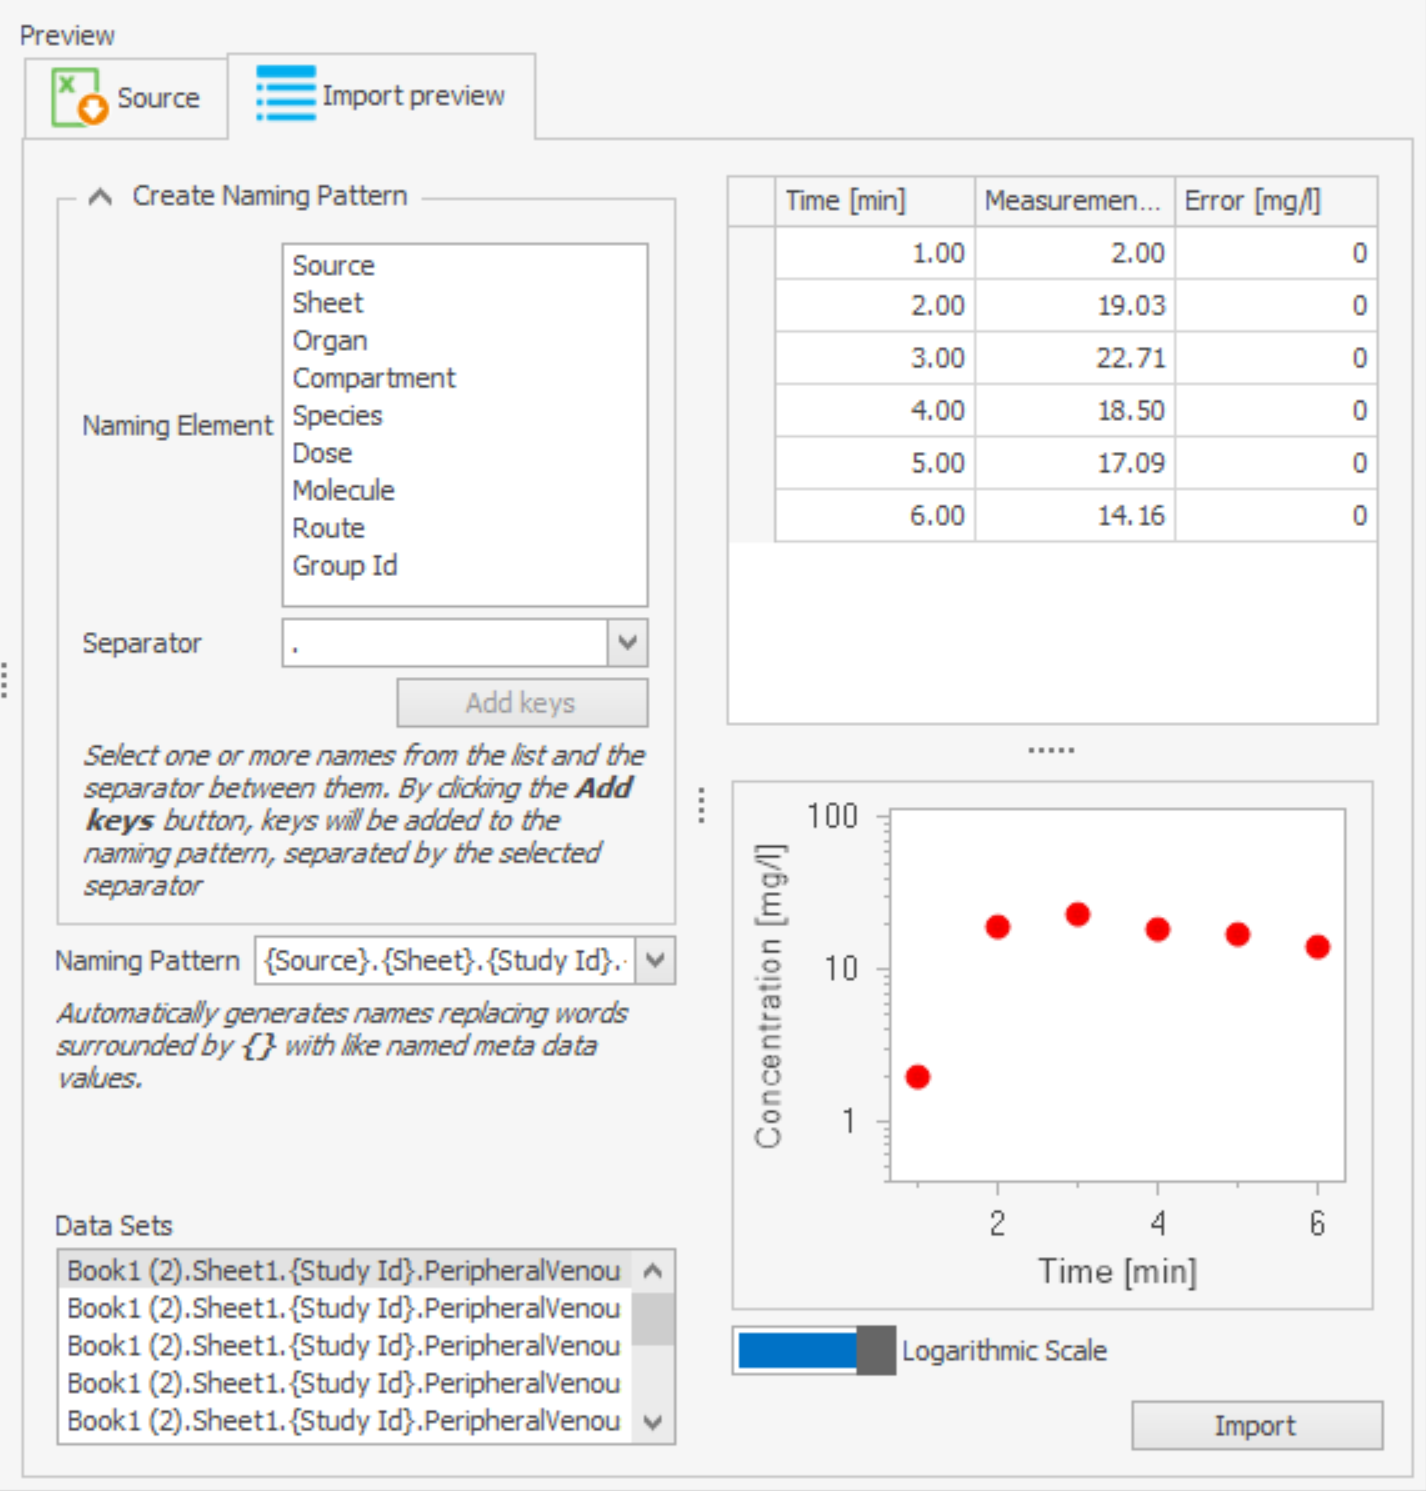 Preview
Source
Import preview
Create Naming Pattern
Naming Element
Source
Sheet
Organ
Compartment
Species
Dose
Molecule
Route
Group Id
Separator
.
Add keys
Select one or more names from the list and the
separator between them. By clicking the Add
keys button, keys will be added to the
naming pattern, separated by the selected
separator
Naming Pattern {Source}.{Sheet}.{Study Id}.
Automatically generates names replacing words
surrounded by {} with like named meta data
values.
Data Sets
Book1 (2).Sheet1.{Study Id}.PeripheralVenou
Book1 (2).Sheet1.{Study Id}.PeripheralVenou
Book1 (2).Sheet1.{Study Id}.PeripheralVenou
Book1 (2).Sheet1.{Study Id}.PeripheralVenou
Book1 (2).Sheet1.{Study Id}.PeripheralVenou
Time [min] Measuremen... Error [mg/l]
1.00 2.00 0
2.00 19.03 0
3.00 22.71 0
4.00 18.50 0
5.00 17.09 0
6.00 14.16 0
Concentration [mg/l]
100
10
1
2 4 6
Time [min]
Logarithmic Scale
Import